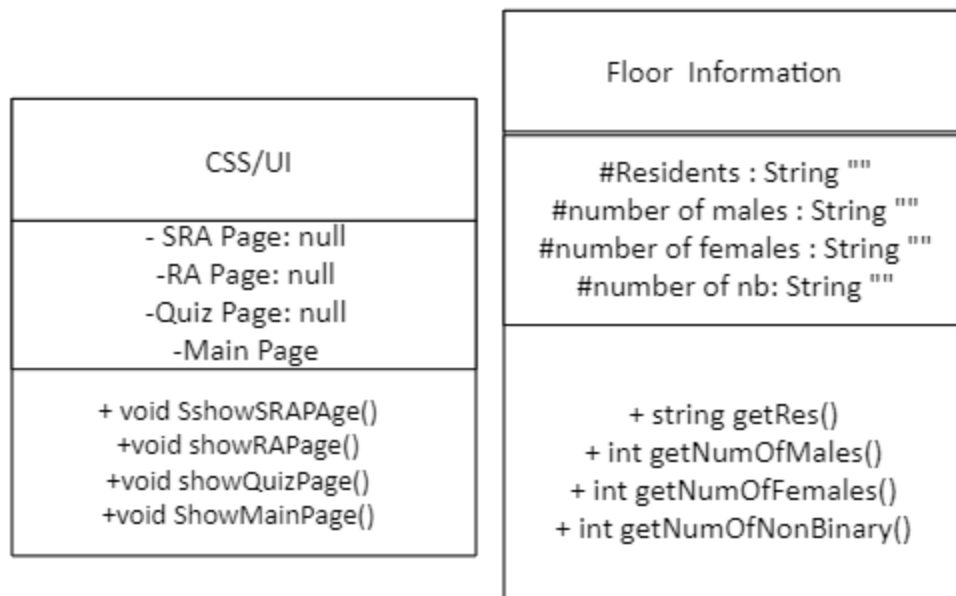 CSS/UI
- SRA Page: null
-RA Page: null
-Quiz Page: null
-Main Page
+ void SshowSRAPAge()
+void showRAPage()
+void showQuizPage()
+void ShowMainPage()
Floor Information
#Residents : String ""
#number of males : String ""
#number of females : String ""
#number of nb: String ""
+ string getRes()
+ int getNumOfMales()
+ int getNumOfFemales()
+ int getNumOfNonBinary()